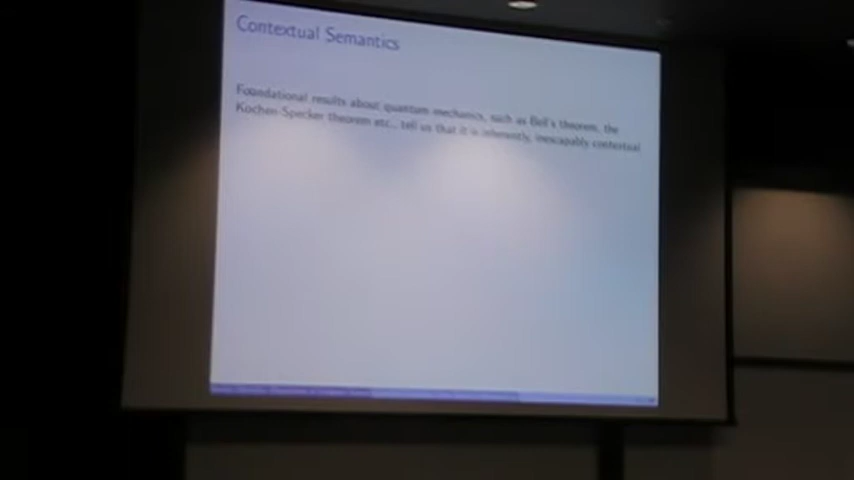 Contextual Semantics
Foundational results about quantum mechanics, such as Bell's theorem, the
Kochen-Specker theorem etc., tell us that it is inherently, inescapably contextual